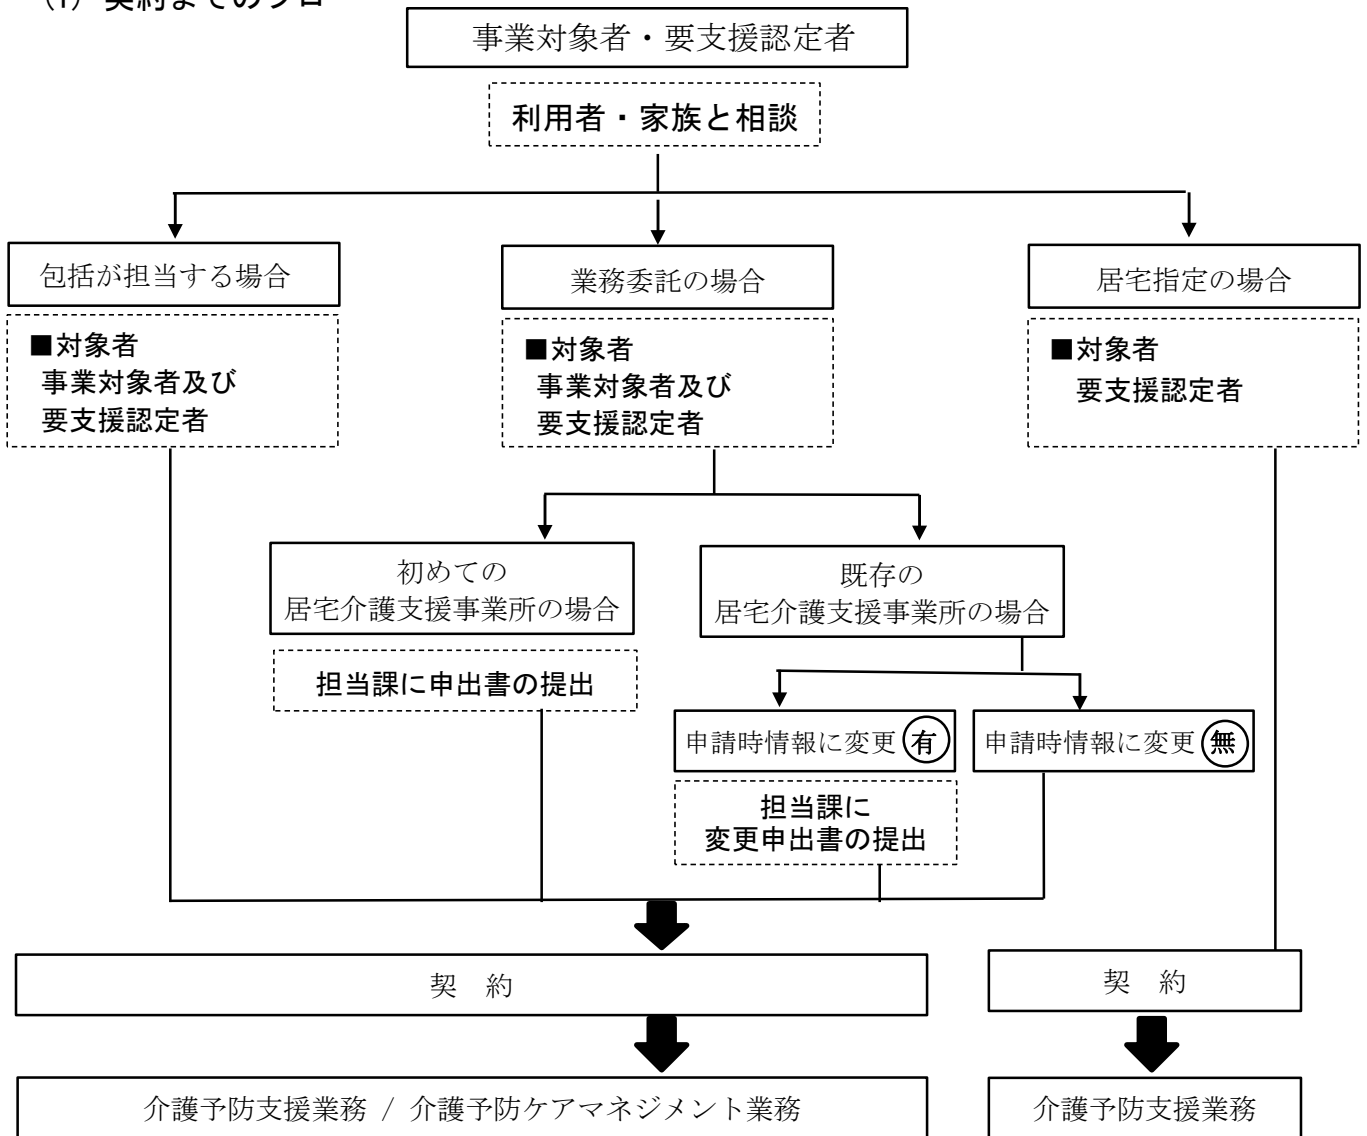 (1) 契約までのフロー
事業対象者・要支援認定者
利用者・家族と相談
包括が担当する場合
■対象者
事業対象者及び
要支援認定者
業務委託の場合
■対象者
事業対象者及び
要支援認定者
居宅指定の場合
■対象者
要支援認定者
初めての
居宅介護支援事業所の場合
担当課に申出書の提出
既存の
居宅介護支援事業所の場合
申請時情報に変更有
担当課に
変更申出書の提出
申請時情報に変更無
契 約
契 約
介護予防支援業務 / 介護予防ケアマネジメント業務
介護予防支援業務